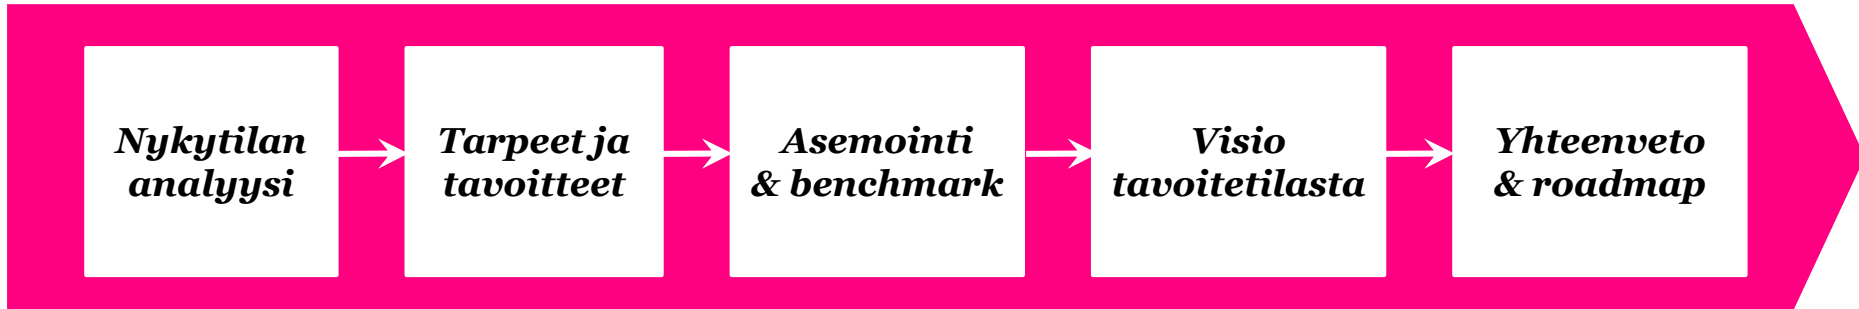 Nykytilan
analyysi
Tarpeet ja
tavoitteet
Asemointi
& benchmark
Visio
tavoitetilasta
Yhteenveto
& roadmap